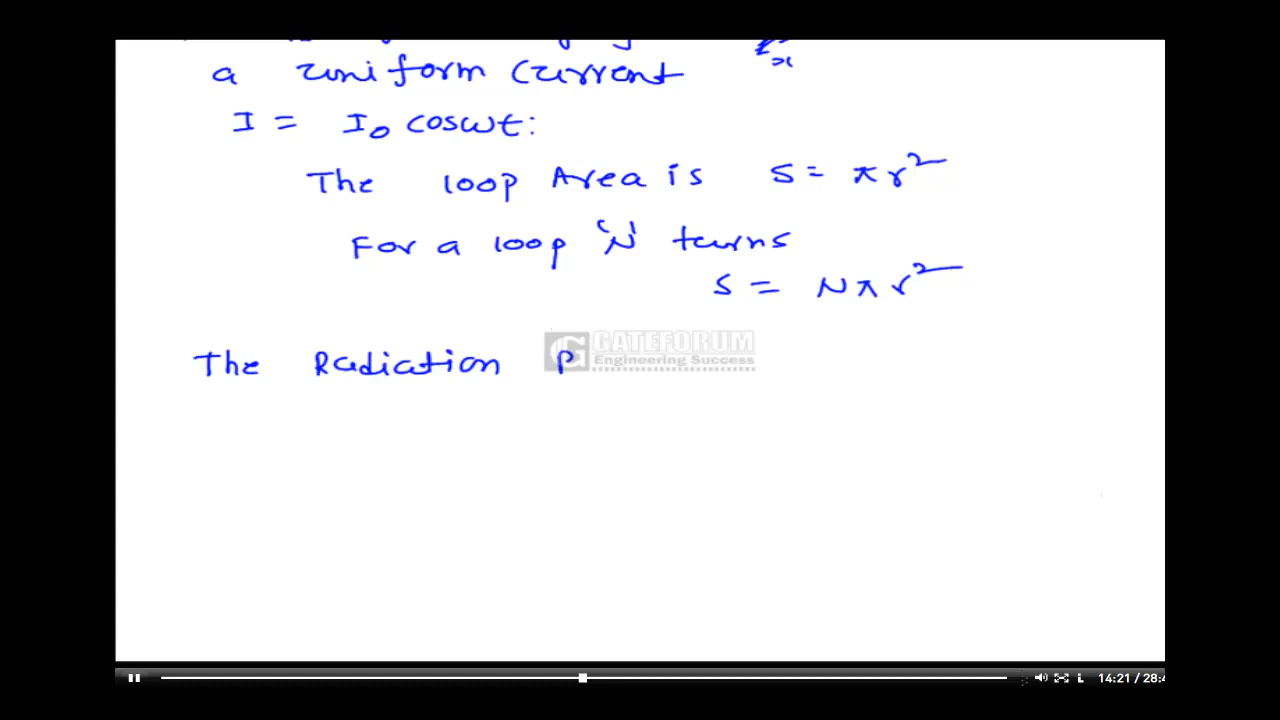 a uniform current
I = I₀ cosωt:
The loop Area is S = πr²
For a loop 'N' turns
S = Nπr²
GATEFORUM
Engineering Success
The Radiation P
14:21 / 28:4